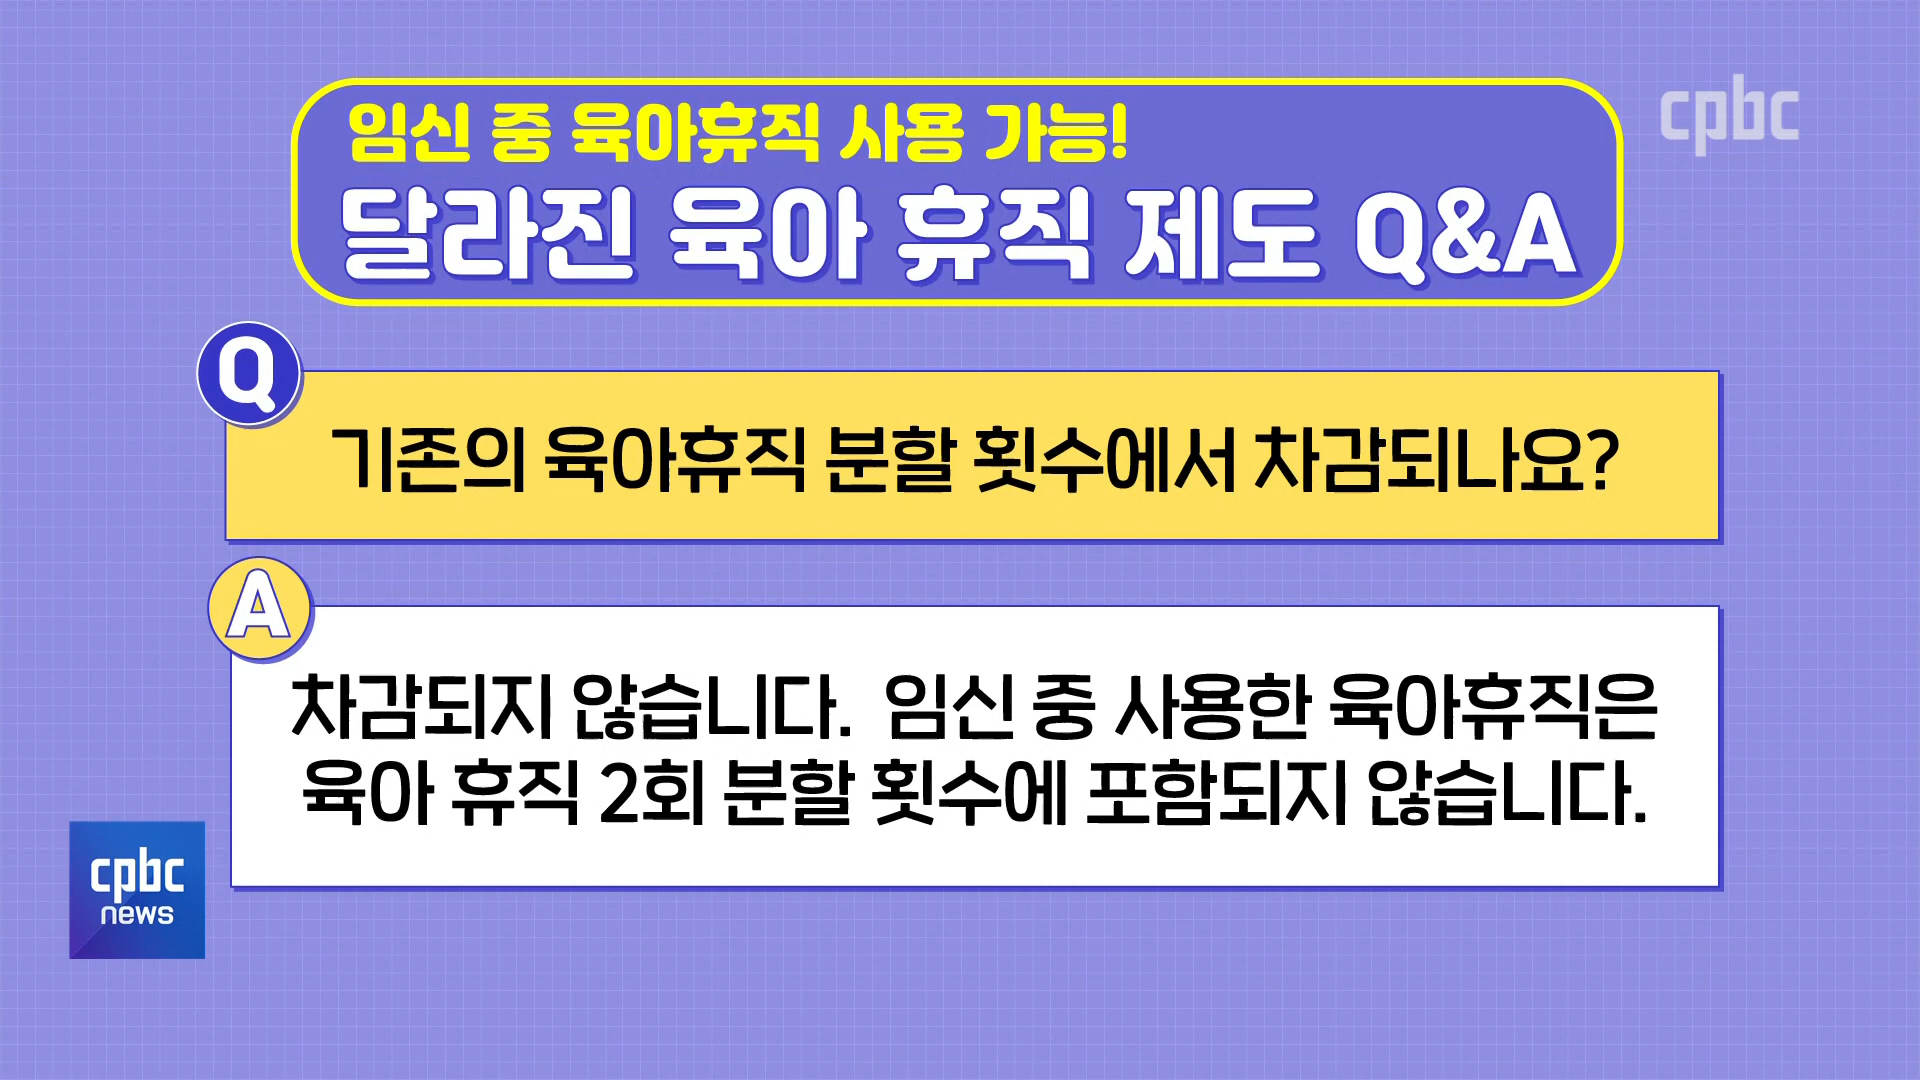 임신 중 육아휴직 사용 가능!
cpbc
달라진 육아 휴직 제도 Q&A
Q
기존의 육아휴직 분할 횟수에서 차감되나요?
A
차감되지 않습니다. 임신 중 사용한 육아휴직은
육아 휴직 2회 분할 횟수에 포함되지 않습니다.
cpbc
news